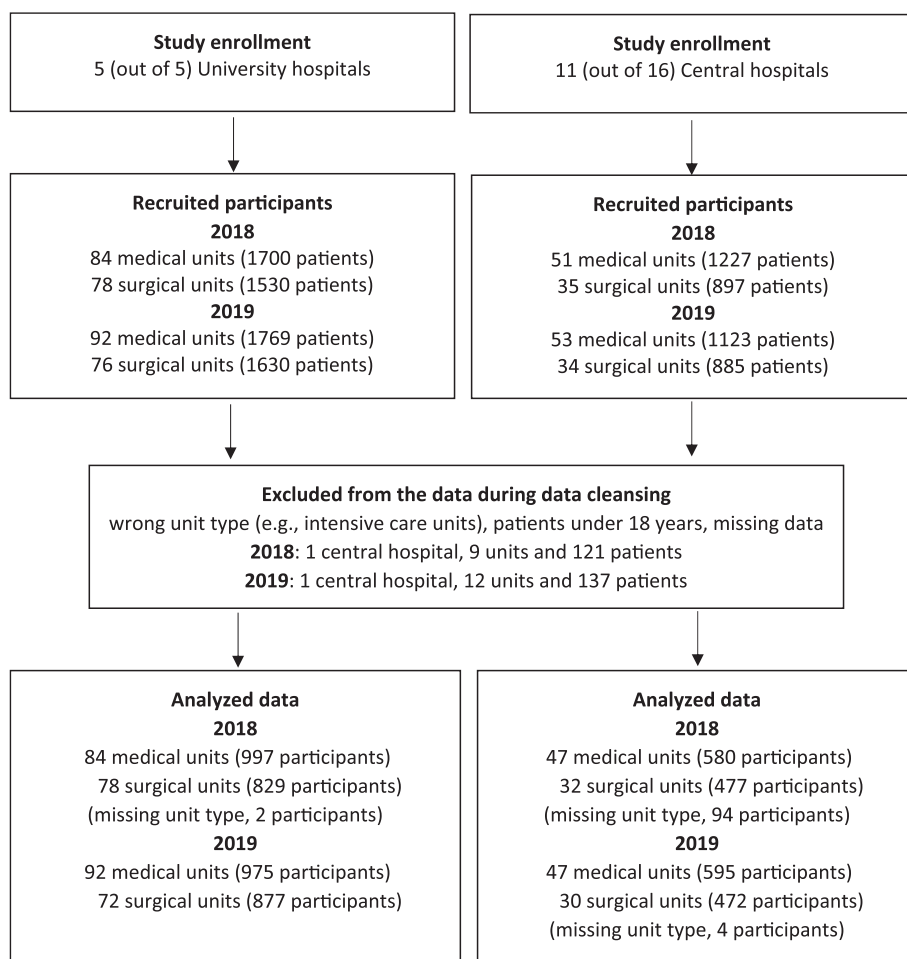 Study enrollment
5 (out of 5) University hospitals
Study enrollment
11 (out of 16) Central hospitals
Recruited participants
2018
84 medical units (1700 patients)
78 surgical units (1530 patients)
2019
92 medical units (1769 patients)
76 surgical units (1630 patients)
Recruited participants
2018
51 medical units (1227 patients)
35 surgical units (897 patients)
2019
53 medical units (1123 patients)
34 surgical units (885 patients)
Excluded from the data during data cleansing
wrong unit type (e.g., intensive care units), patients under 18 years, missing data
2018: 1 central hospital, 9 units and 121 patients
2019: 1 central hospital, 12 units and 137 patients
Analyzed data
2018
84 medical units (997 participants)
78 surgical units (829 participants)
(missing unit type, 2 participants)
2019
92 medical units (975 participants)
72 surgical units (877 participants)
Analyzed data
2018
47 medical units (580 participants)
32 surgical units (477 participants)
(missing unit type, 94 participants)
2019
47 medical units (595 participants)
30 surgical units (472 participants)
(missing unit type, 4 participants)